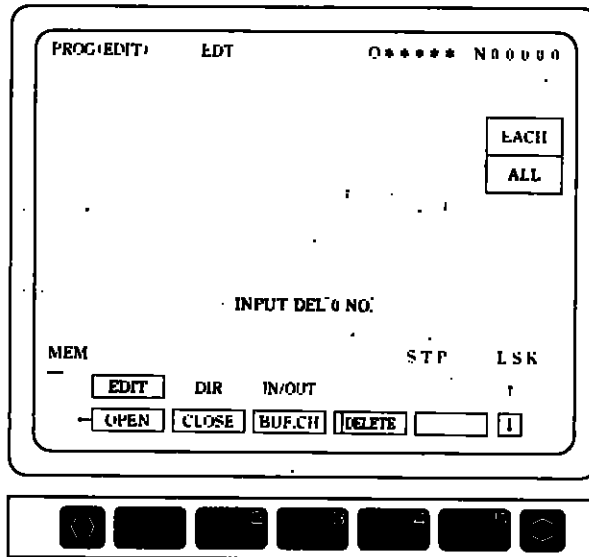 PROG(EDIT) EDT O***** N00000
EACH
ALL
INPUT DEL 0 NO.
MEM STP LSK
EDIT DIR IN/OUT ↑
← OPEN CLOSE BUF.CH DELETE ↓